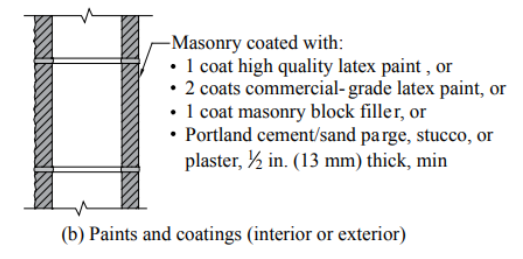 Masonry coated with:
• 1 coat high quality latex paint , or
• 2 coats commercial-grade latex paint, or
• 1 coat masonry block filler, or
• Portland cement/sand parge, stucco, or
plaster, ½ in. (13 mm) thick, min
(b) Paints and coatings (interior or exterior)